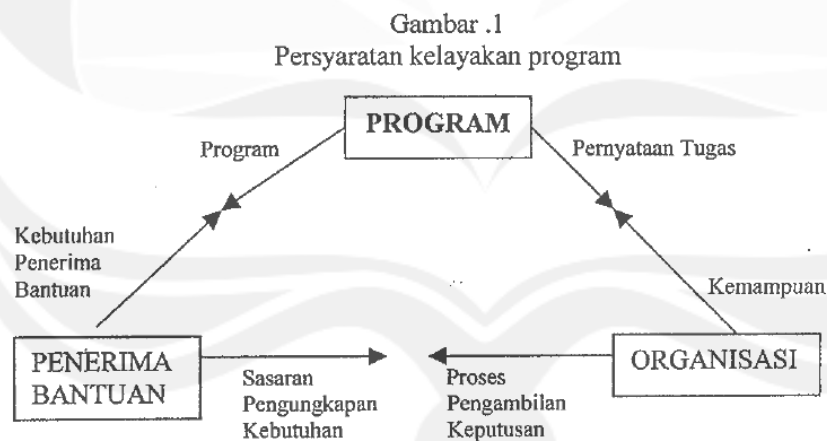 Gambar .1
Persyaratan kelayakan program
PROGRAM
Program
Pernyataan Tugas
Kebutuhan
Penerima
Bantuan
Kemampuan
PENERIMA
BANTUAN
Sasaran
Pengungkapan
Kebutuhan
Proses
Pengambilan
Keputusan
ORGANISASI